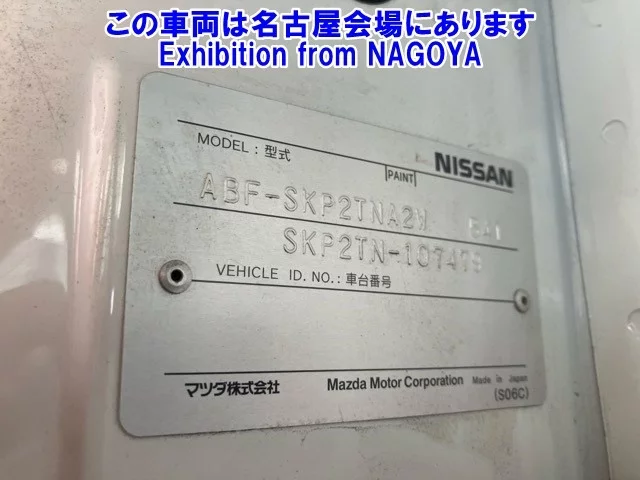 この車両は名古屋会場にあります
Exhibition from NAGOYA
MODEL : 型式
PAINT
NISSAN
ABF-SKP2TNA2W
SKP2TN-107479
VEHICLE ID. NO. : 車台番号
マツダ株式会社
Mazda Motor Corporation
Made in Japan
(S06C)